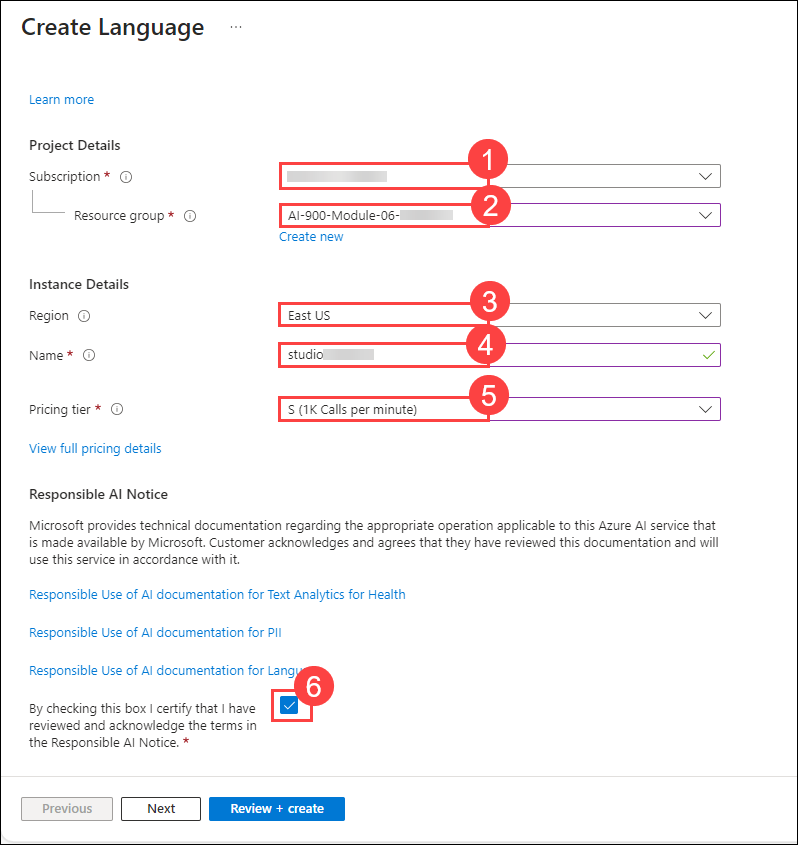 Create Language ...
Learn more
Project Details
Subscription * 1
Resource group * AI-900-Module-06- 2
Create new
Instance Details
Region East US 3
Name * studio 4
Pricing tier * S (1K Calls per minute) 5
View full pricing details
Responsible AI Notice
Microsoft provides technical documentation regarding the appropriate operation applicable to this Azure AI service that
is made available by Microsoft. Customer acknowledges and agrees that they have reviewed this documentation and will
use this service in accordance with it.
Responsible Use of AI documentation for Text Analytics for Health
Responsible Use of AI documentation for PII
Responsible Use of AI documentation for
6
By checking this box I certify that I have
reviewed and acknowledge the terms in
the Responsible AI Notice. *
Previous Next Review + create